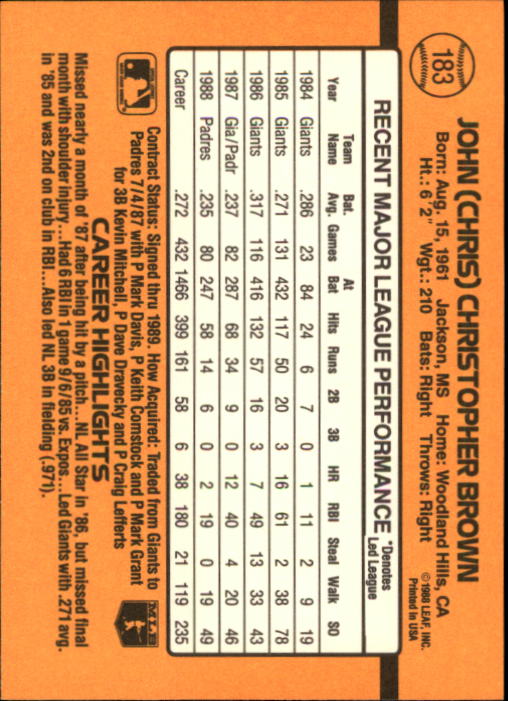 183
JOHN (CHRIS) CHRISTOPHER BROWN
Born: Aug. 15, 1961 Jackson, MS Home: Woodland Hills, CA
Ht.: 6'2" Wgt.: 210 Bats: Right Throws: Right
©1988 LEAF, INC.
Printed in USA
RECENT MAJOR LEAGUE PERFORMANCE *Denotes Led League
Year Team Name Bat. Avg. Games At Bat Hits Runs 2B 3B HR RBI Steal Walk SO
1984 Giants .286 23 84 24 6 7 0 1 11 2 9 19
1985 Giants .271 131 432 117 50 20 3 16 61 2 38 78
1986 Giants .317 116 416 132 57 16 3 7 49 13 33 43
1987 Gia/Padr .237 82 287 68 34 9 0 12 40 4 20 46
1988 Padres .235 80 247 58 14 6 0 2 19 0 19 49
Career .272 432 1466 399 161 58 6 38 180 21 119 235
Contract Status: Signed thru 1989. How Acquired: Traded from Giants to
Padres 7/4/87 with P Mark Davis, P Keith Comstock and P Mark Grant
for 3B Kevin Mitchell, P Dave Dravecky and P Craig Lefferts
MLB
CAREER HIGHLIGHTS
Missed nearly a month of '87 after being hit by a pitch...NL All Star in '86, but missed final
month with shoulder injury...Had 6 RBI in 1 game 9/6/85 vs. Expos...Led Giants with .271 avg.
in '85 and was 2nd on club in RBI...Also led NL 3B in fielding (.971).